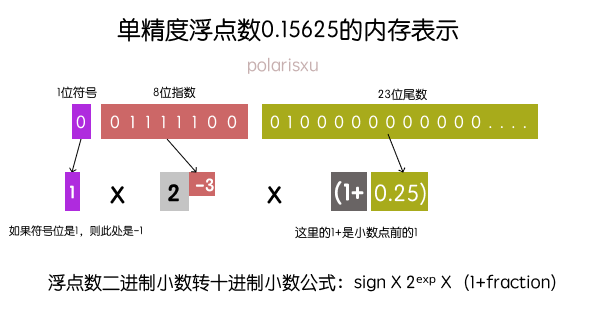 单精度浮点数0.15625的内存表示
polarisxu
1位符号 8位指数 23位尾数
0 0 1 1 1 1 1 0 0 0 1 0 0 0 0 0 0 0 0 0 0 0 . . . .
1 X 2 -3 X (1+ 0.25)
如果符号位是1，则此处是-1 这里的1+是小数点前的1
浮点数二进制小数转十进制小数公式：sign X 2^exp X （1+fraction）